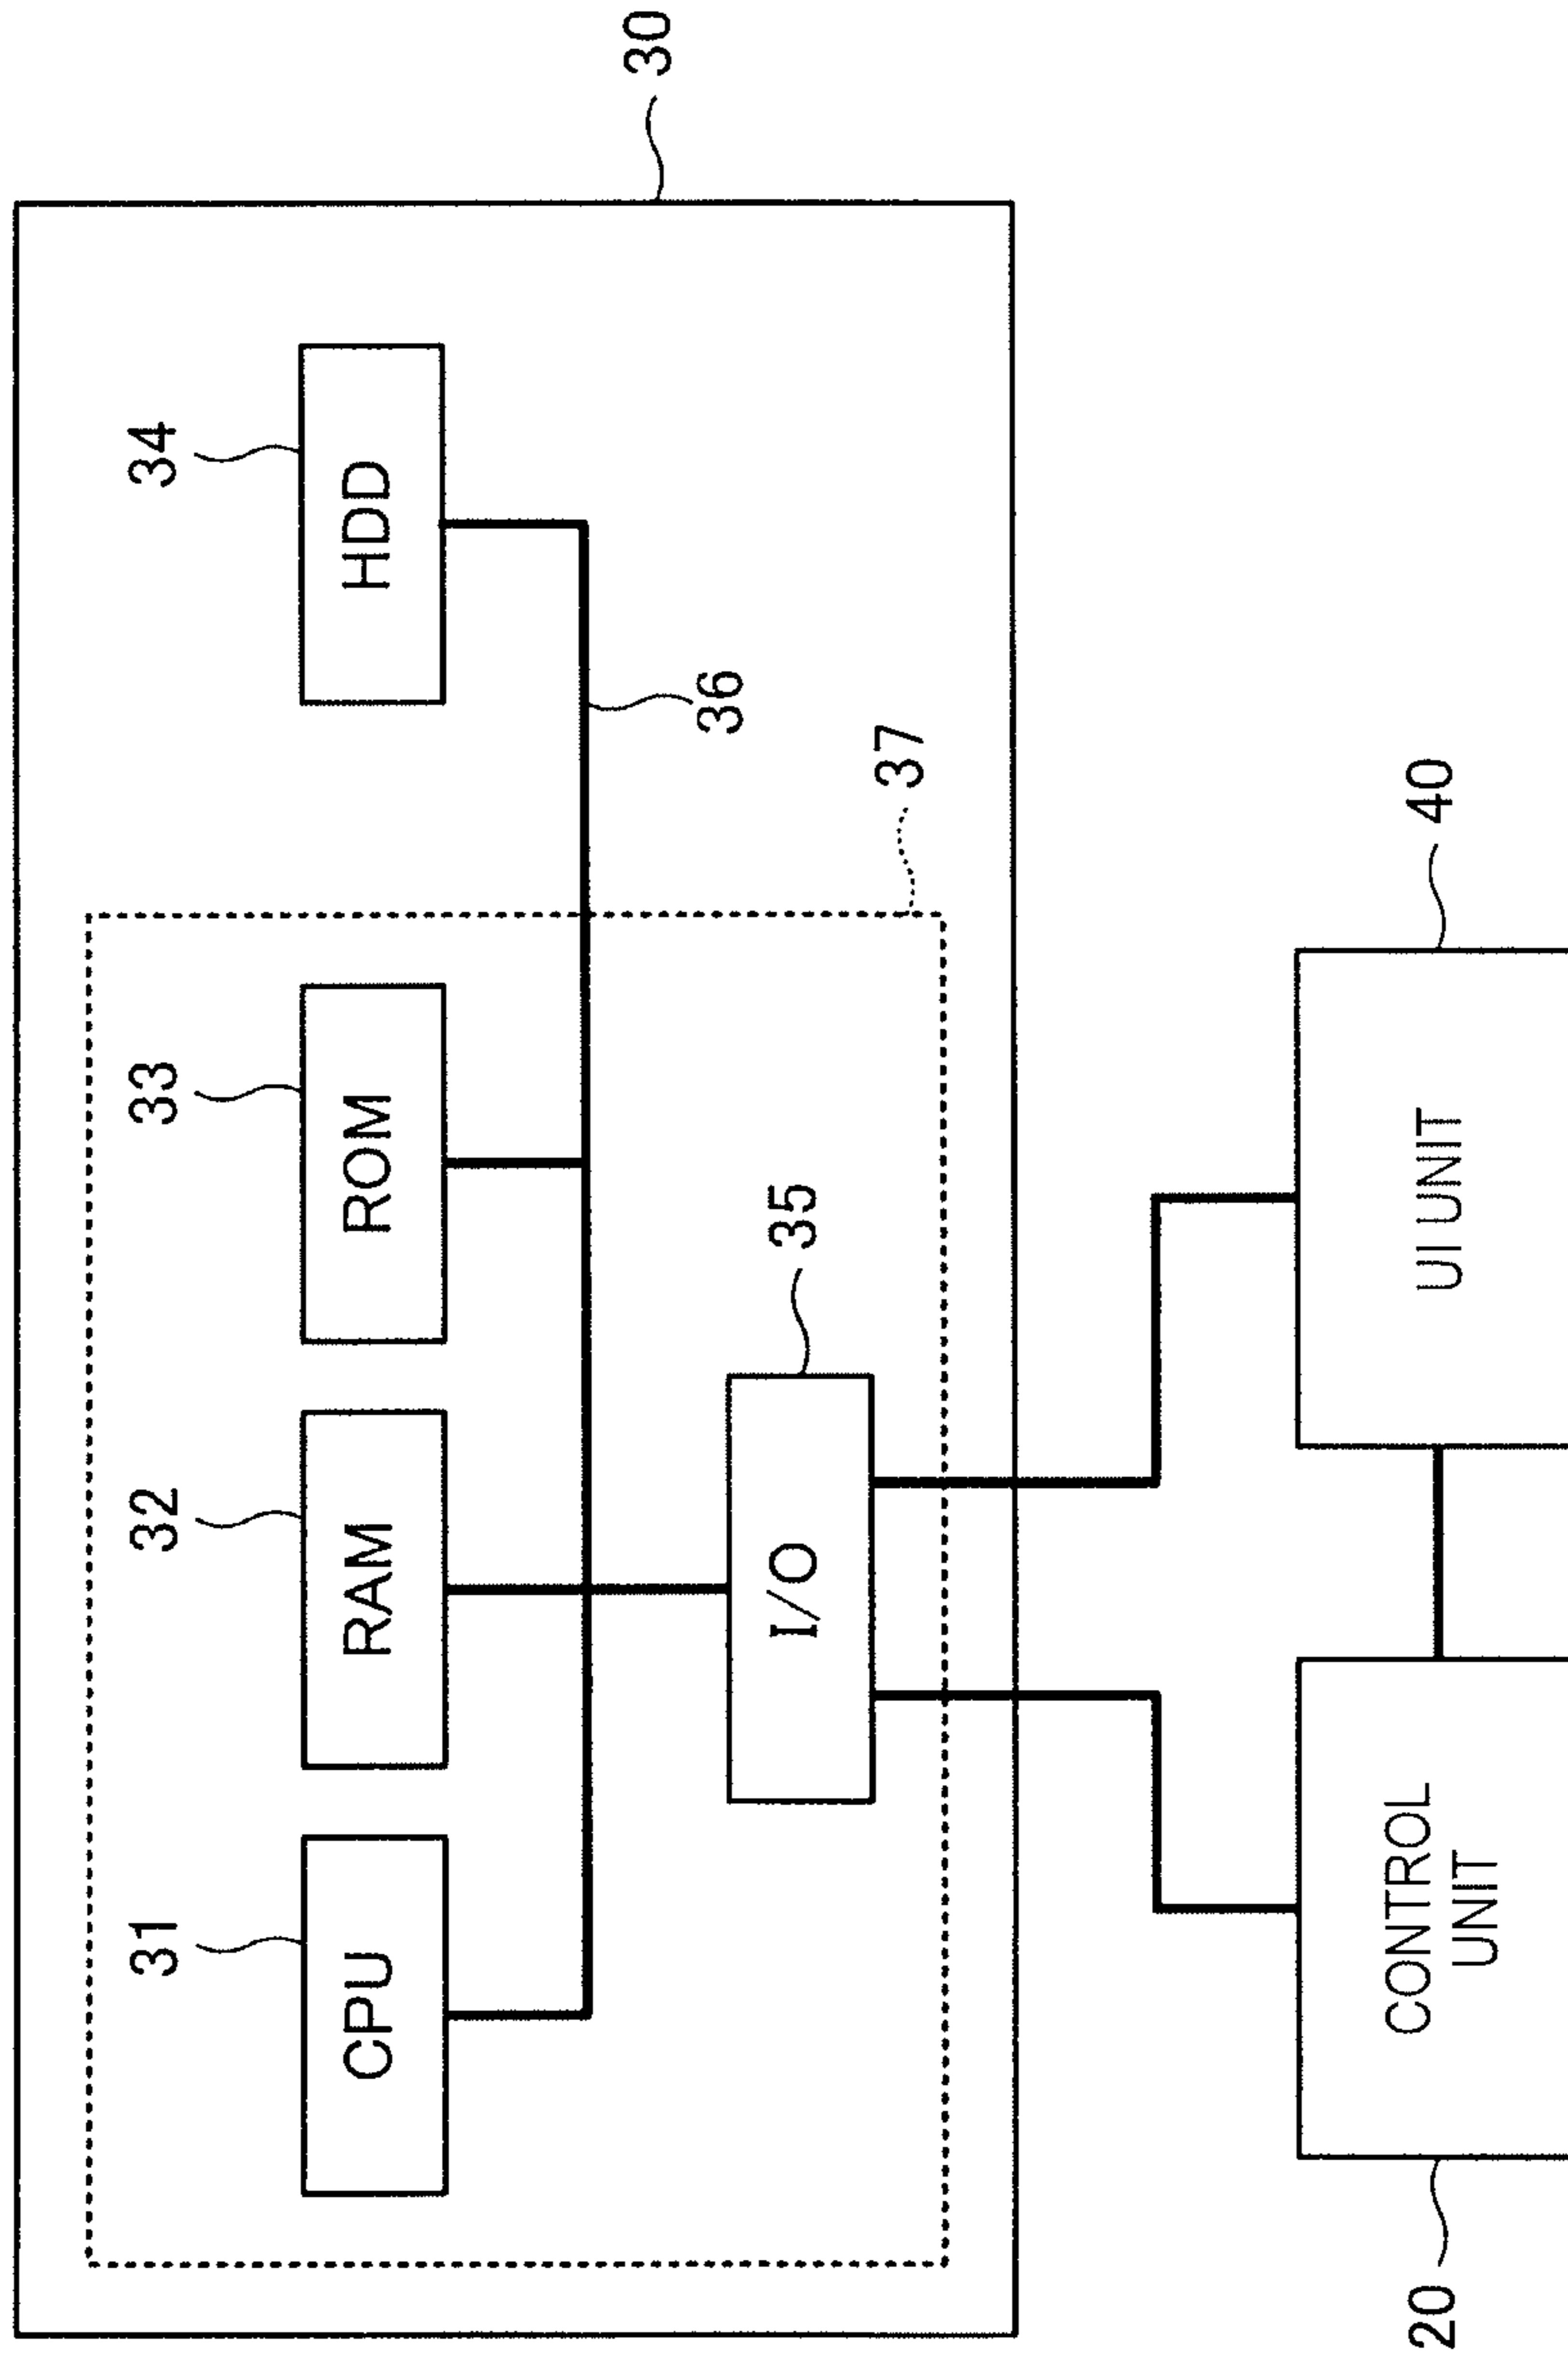 30
31
32
33
34
CPU
RAM
ROM
HDD
36
35
I/O
37
20
CONTROL
UNIT
UI UNIT
40